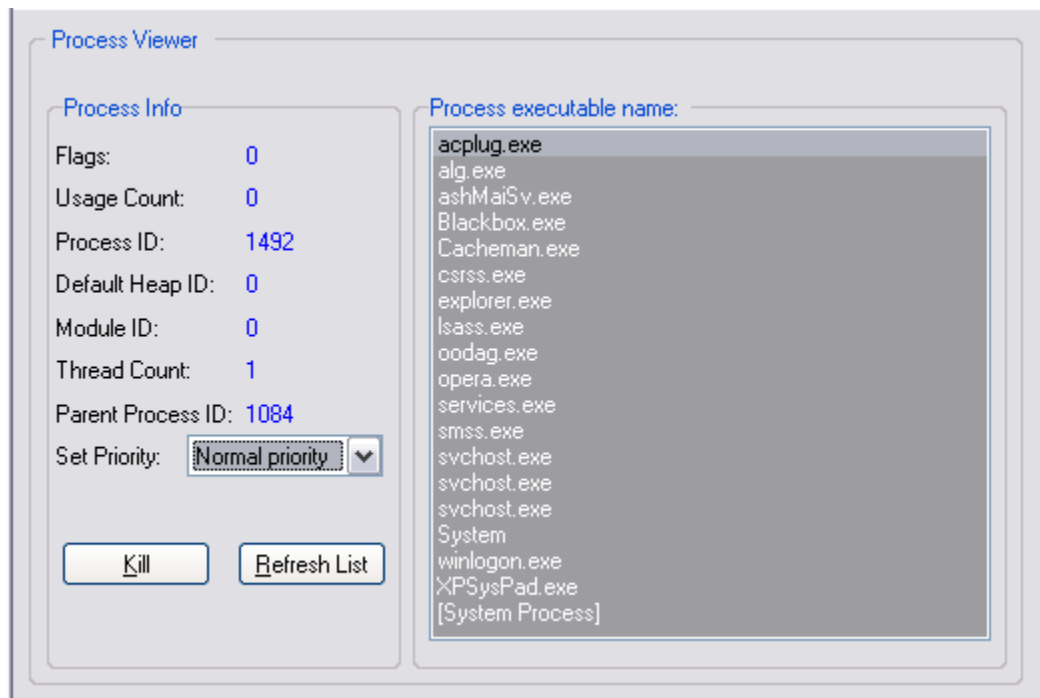 Process Viewer
Process Info
Flags: 0
Usage Count: 0
Process ID: 1492
Default Heap ID: 0
Module ID: 0
Thread Count: 1
Parent Process ID: 1084
Set Priority: Normal priority
Kill Refresh List
Process executable name:
acplug.exe
alg.exe
ashMaiSv.exe
Blackbox.exe
Cacheman.exe
csrss.exe
explorer.exe
lsass.exe
oodag.exe
opera.exe
services.exe
smss.exe
svchost.exe
svchost.exe
svchost.exe
System
winlogon.exe
XPSysPad.exe
[System Process]